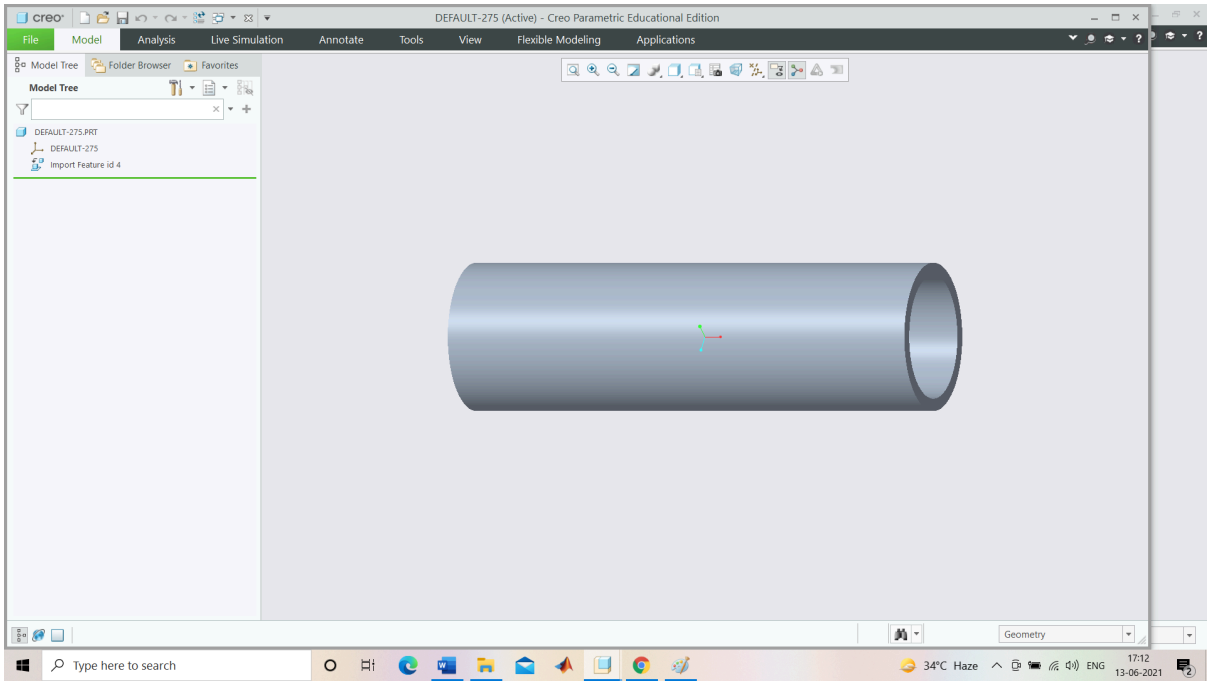 creo
DEFAULT-275 (Active) - Creo Parametric Educational Edition
File Model Analysis Live Simulation Annotate Tools View Flexible Modeling Applications
Model Tree Folder Browser Favorites
Model Tree
DEFAULT-275.PRT
DEFAULT-275
Import Feature id 4
Geometry
Type here to search
34°C Haze ENG 17:12
13-06-2021
2